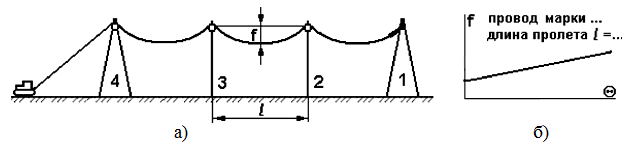 f
4
3
2
1
l
а)
f
провод марки ...
длина пролета l =...
Θ
б)